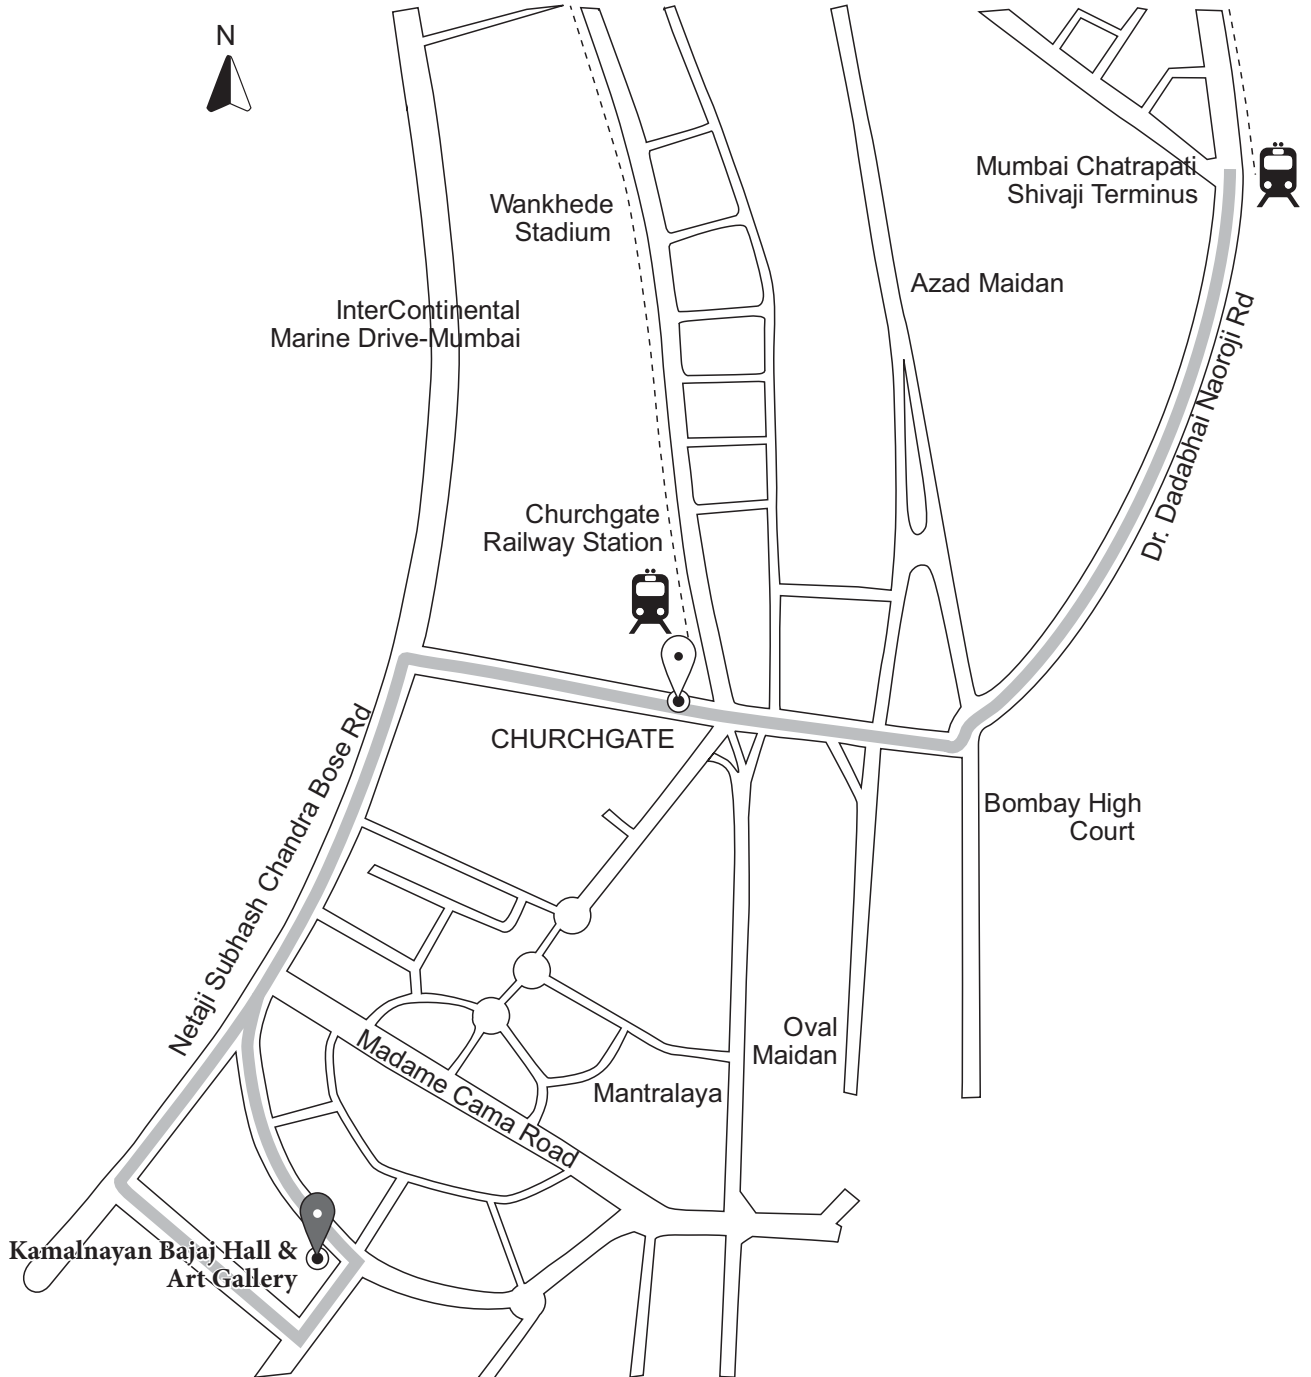 N
Mumbai Chatrapati
Shivaji Terminus
Wankhede
Stadium
Azad Maidan
InterContinental
Marine Drive-Mumbai
Dr. Dadabhai Naoroji Rd
Churchgate
Railway Station
CHURCHGATE
Netaji Subhash Chandra Bose Rd
Bombay High
Court
Oval
Maidan
Madame Cama Road
Mantralaya
Kamalnayan Bajaj Hall &
Art Gallery